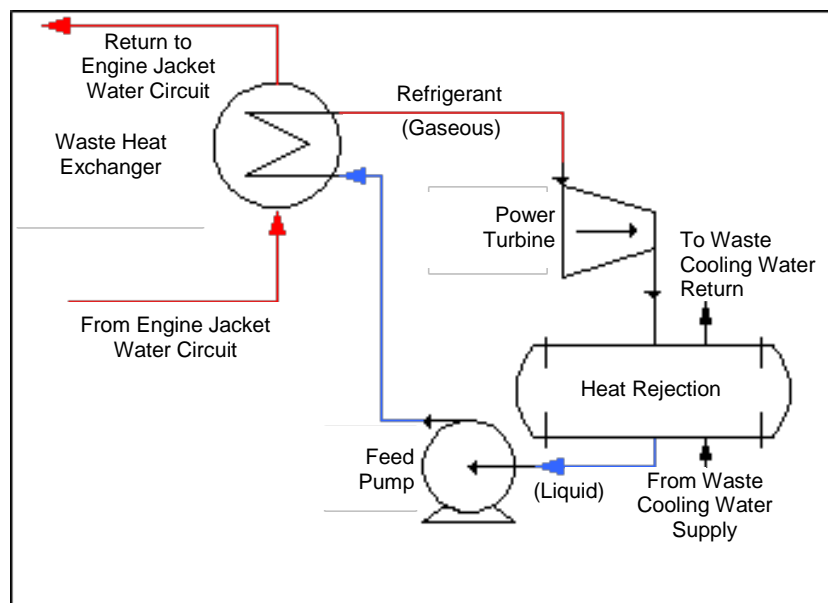 Return to
Engine Jacket
Water Circuit
Refrigerant
(Gaseous)
Waste Heat
Exchanger
Power
Turbine
To Waste
Cooling Water
Return
From Engine Jacket
Water Circuit
Heat Rejection
Feed
Pump
(Liquid)
From Waste
Cooling Water
Supply